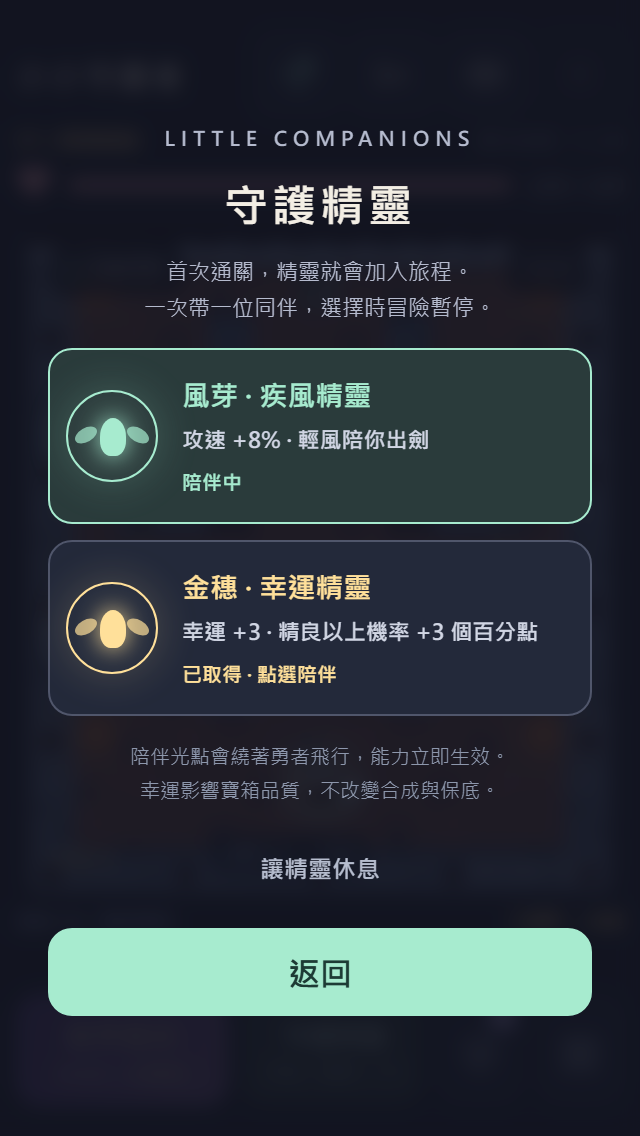 LITTLE COMPANIONS
守護精靈
首次通關，精靈就會加入旅程。
一次帶一位同伴，選擇時冒險暫停。
風芽 · 疾風精靈
攻速 +8% · 輕風陪你出劍
陪伴中
金穗 · 幸運精靈
幸運 +3 · 精良以上機率 +3 個百分點
已取得 · 點選陪伴
陪伴光點會繞著勇者飛行，能力立即生效。
幸運影響寶箱品質，不改變合成與保底。
讓精靈休息
返回